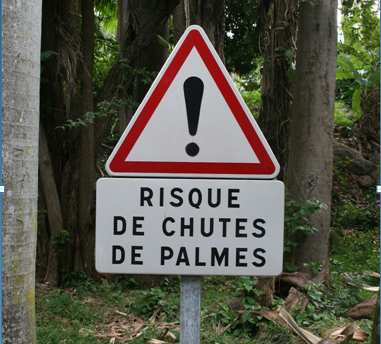 !
RISQUE
DE CHUTES
DE PALMES